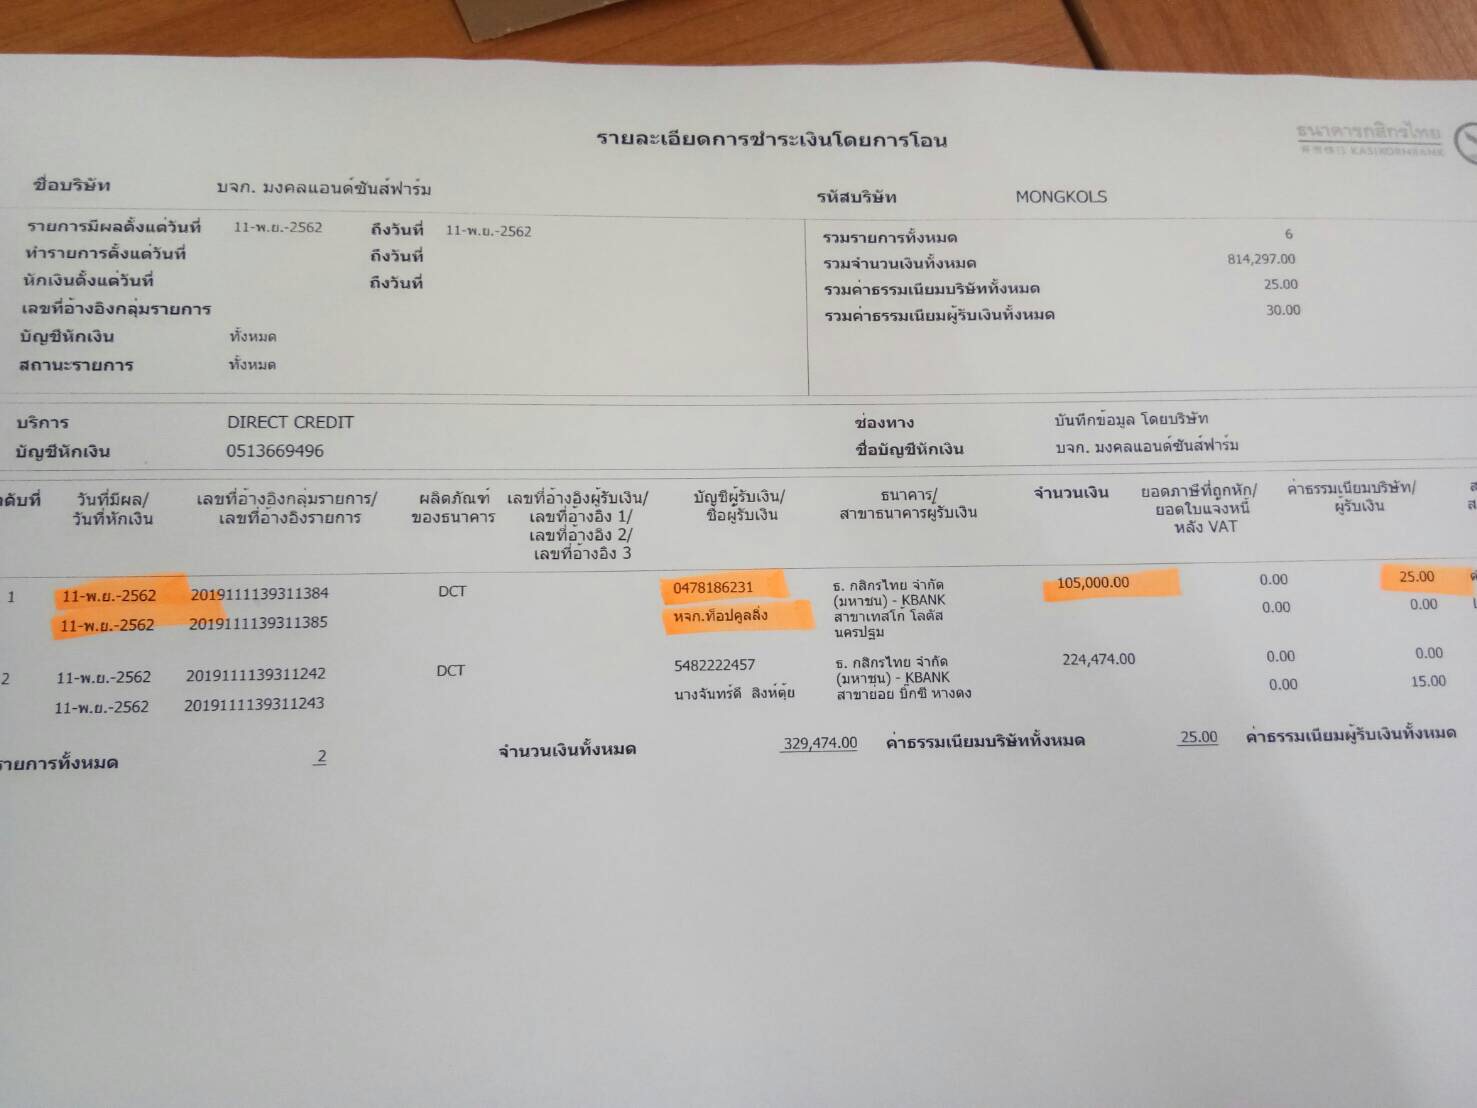 รายละเอียดการชำระเงินโดยการโอน
ธนาคารกสิกรไทย
KASIKORNBANK
ชื่อบริษัท บจก. มงคลแอนด์ซันส์ฟาร์ม รหัสบริษัท MONGKOLS
รายการมีผลตั้งแต่วันที่ 11-พ.ย.-2562 ถึงวันที่ 11-พ.ย.-2562 รวมรายการทั้งหมด 6
ทำรายการตั้งแต่วันที่ ถึงวันที่ รวมจำนวนเงินทั้งหมด 814,297.00
หักเงินตั้งแต่วันที่ ถึงวันที่ รวมค่าธรรมเนียมบริษัททั้งหมด 25.00
เลขที่อ้างอิงกลุ่มรายการ รวมค่าธรรมเนียมผู้รับเงินทั้งหมด 30.00
บัญชีหักเงิน ทั้งหมด
สถานะรายการ ทั้งหมด
บริการ DIRECT CREDIT ช่องทาง บันทึกข้อมูล โดยบริษัท
บัญชีหักเงิน 0513669496 ชื่อบัญชีหักเงิน บจก. มงคลแอนด์ซันส์ฟาร์ม
ดับที่ วันที่มีผล/ เลขที่อ้างอิงกลุ่มรายการ/ ผลิตภัณฑ์ เลขที่อ้างอิงผู้รับเงิน/ บัญชีผู้รับเงิน/ ธนาคาร/ จำนวนเงิน ยอดภาษีที่ถูกหัก/ ค่าธรรมเนียมบริษัท/
วันที่หักเงิน เลขที่อ้างอิงรายการ ของธนาคาร เลขที่อ้างอิง 1/ ชื่อผู้รับเงิน สาขาธนาคารผู้รับเงิน ยอดใบแจ้งหนี้ ผู้รับเงิน
เลขที่อ้างอิง 2/ หลัง VAT
เลขที่อ้างอิง 3
1 11-พ.ย.-2562 2019111139311384 DCT 0478186231 ธ. กสิกรไทย จำกัด 105,000.00 0.00 25.00
(มหาชน) - KBANK
11-พ.ย.-2562 2019111139311385 หจก.ท็อปคูลลิ่ง สาขาเทสโก้ โลตัส 0.00 0.00
นครปฐม
2 11-พ.ย.-2562 2019111139311242 DCT 5482222457 ธ. กสิกรไทย จำกัด 224,474.00 0.00 0.00
(มหาชน) - KBANK
11-พ.ย.-2562 2019111139311243 นางจันทร์ดี สิงห์ตุ้ย สาขาย่อย บิ๊กซี หางดง 0.00 15.00
รายการทั้งหมด 2 จำนวนเงินทั้งหมด 329,474.00 ค่าธรรมเนียมบริษัททั้งหมด 25.00 ค่าธรรมเนียมผู้รับเงินทั้งหมด